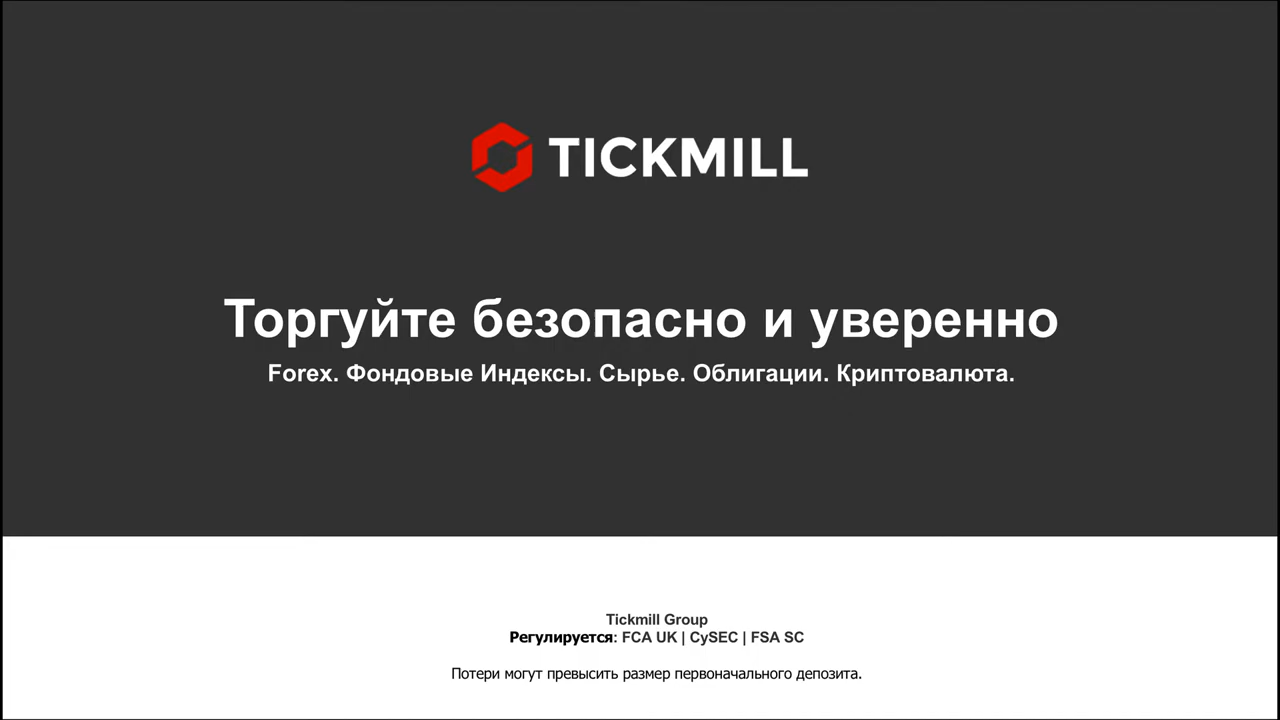 TICKMILL
Торгуйте безопасно и уверенно
Forex. Фондовые Индексы. Сырье. Облигации. Криптовалюта.
Tickmill Group
Регулируется: FCA UK | CySEC | FSA SC
Потери могут превысить размер первоначального депозита.